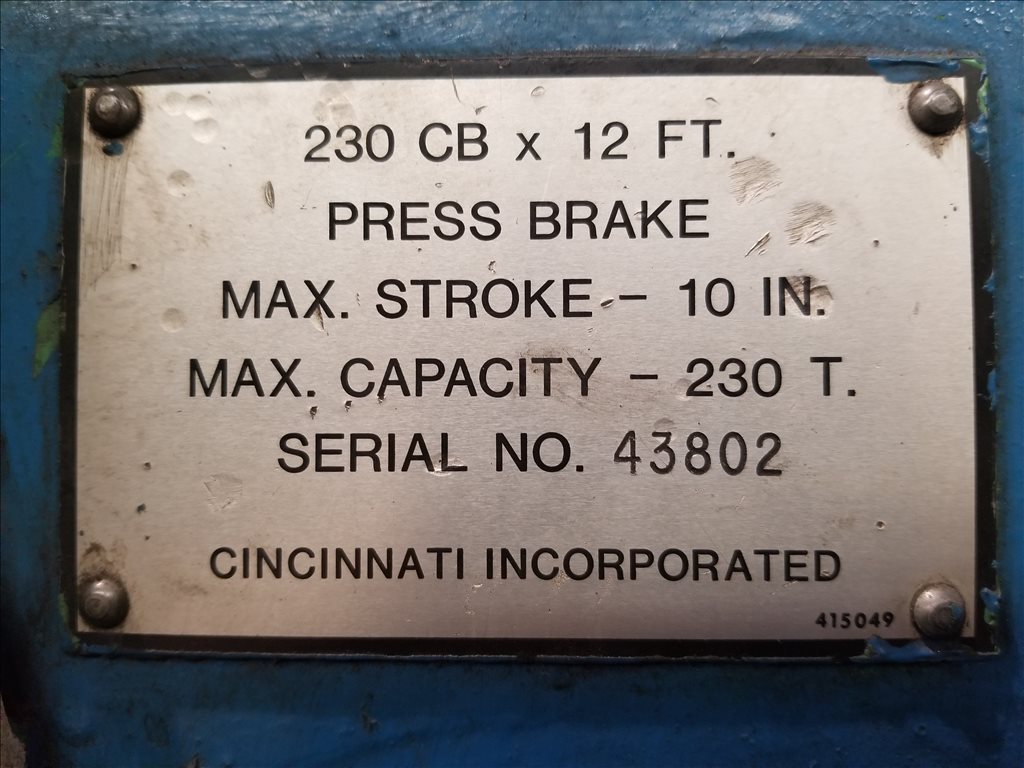 230 CB x 12 FT.
PRESS BRAKE
MAX. STROKE - 10 IN.
MAX. CAPACITY - 230 T.
SERIAL NO. 43802
CINCINNATI INCORPORATED
415049